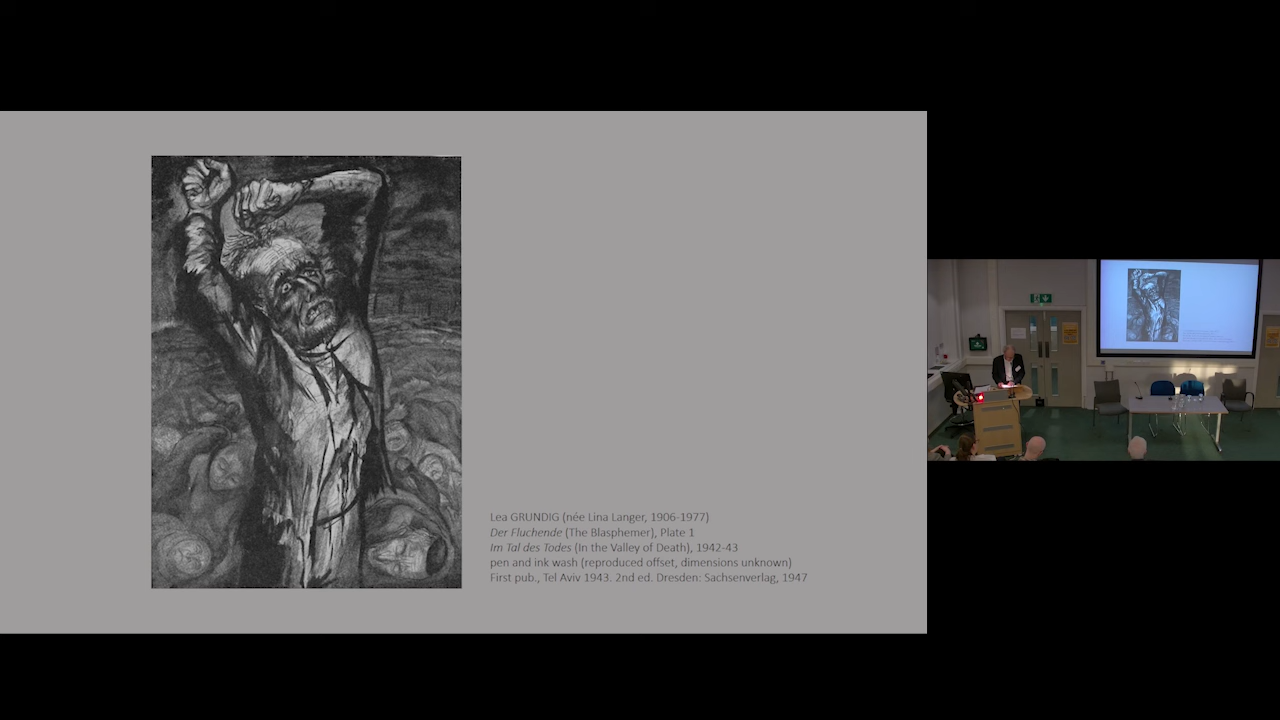 Lea GRUNDIG (née Lina Langer, 1906-1977)
Der Fluchende (The Blasphemer), Plate 1
Im Tal des Todes (In the Valley of Death), 1942-43
pen and ink wash (reproduced offset, dimensions unknown)
First pub., Tel Aviv 1943. 2nd ed. Dresden: Sachsenverlag, 1947